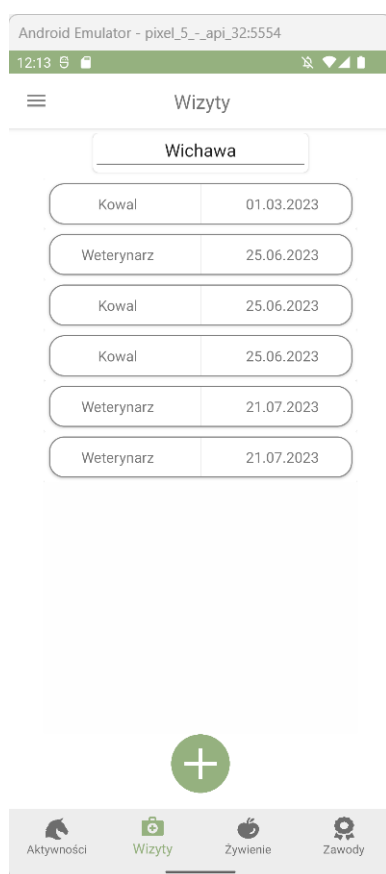 Android Emulator - pixel_5_-_api_32:5554
12:13
Wizyty
Wichawa
Kowal 01.03.2023
Weterynarz 25.06.2023
Kowal 25.06.2023
Kowal 25.06.2023
Weterynarz 21.07.2023
Weterynarz 21.07.2023
Aktywności Wizyty Żywienie Zawody